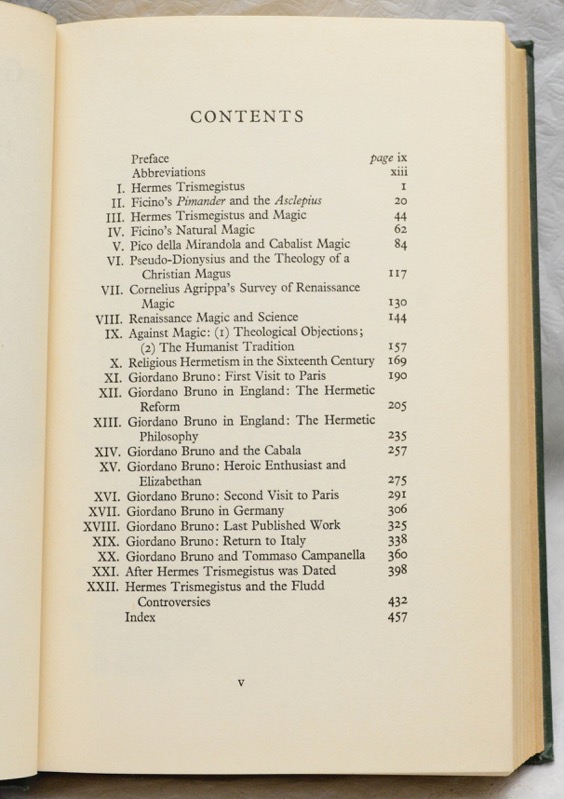 CONTENTS
Preface page ix
Abbreviations xiii
I. Hermes Trismegistus 1
II. Ficino's Pimander and the Asclepius 20
III. Hermes Trismegistus and Magic 44
IV. Ficino's Natural Magic 62
V. Pico della Mirandola and Cabalist Magic 84
VI. Pseudo-Dionysius and the Theology of a
Christian Magus 117
VII. Cornelius Agrippa's Survey of Renaissance
Magic 130
VIII. Renaissance Magic and Science 144
IX. Against Magic: (1) Theological Objections;
(2) The Humanist Tradition 157
X. Religious Hermetism in the Sixteenth Century 169
XI. Giordano Bruno: First Visit to Paris 190
XII. Giordano Bruno in England: The Hermetic
Reform 205
XIII. Giordano Bruno in England: The Hermetic
Philosophy 235
XIV. Giordano Bruno and the Cabala 257
XV. Giordano Bruno: Heroic Enthusiast and
Elizabethan 275
XVI. Giordano Bruno: Second Visit to Paris 291
XVII. Giordano Bruno in Germany 306
XVIII. Giordano Bruno: Last Published Work 325
XIX. Giordano Bruno: Return to Italy 338
XX. Giordano Bruno and Tommaso Campanella 360
XXI. After Hermes Trismegistus was Dated 398
XXII. Hermes Trismegistus and the Fludd
Controversies 432
Index 457
v